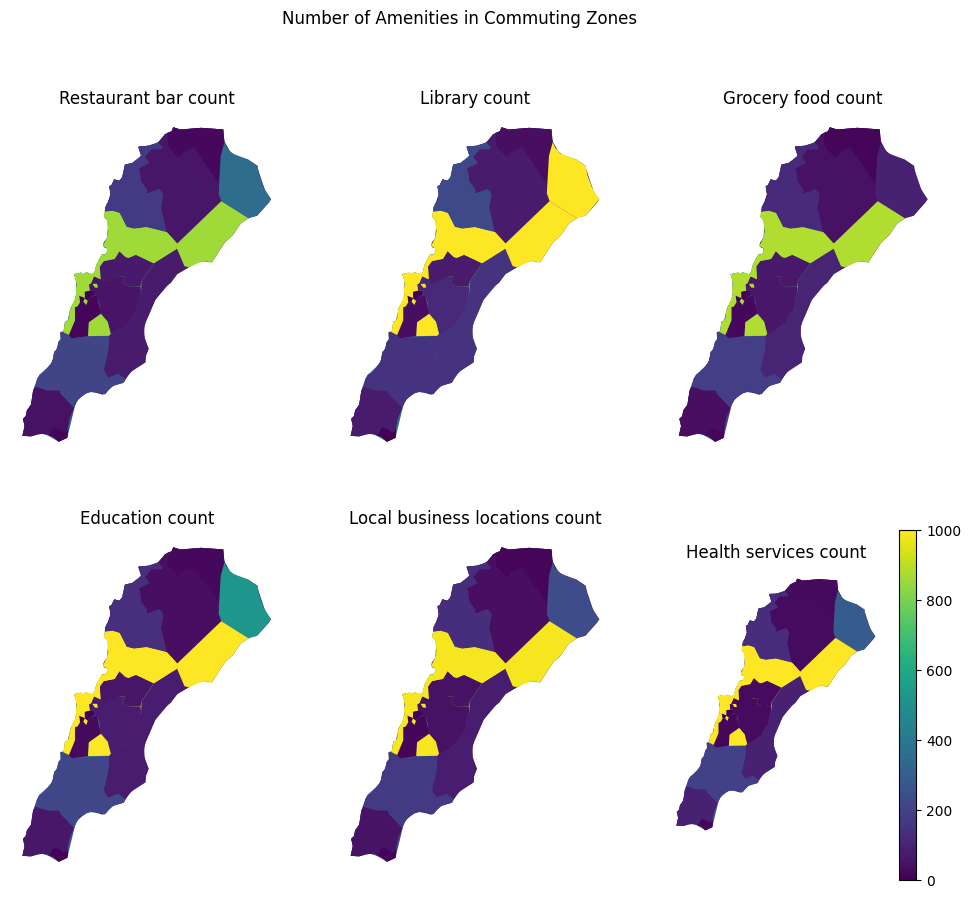 Number of Amenities in Commuting Zones
Restaurant bar count
Library count
Grocery food count
Education count
Local business locations count
Health services count
1000
800
600
400
200
0